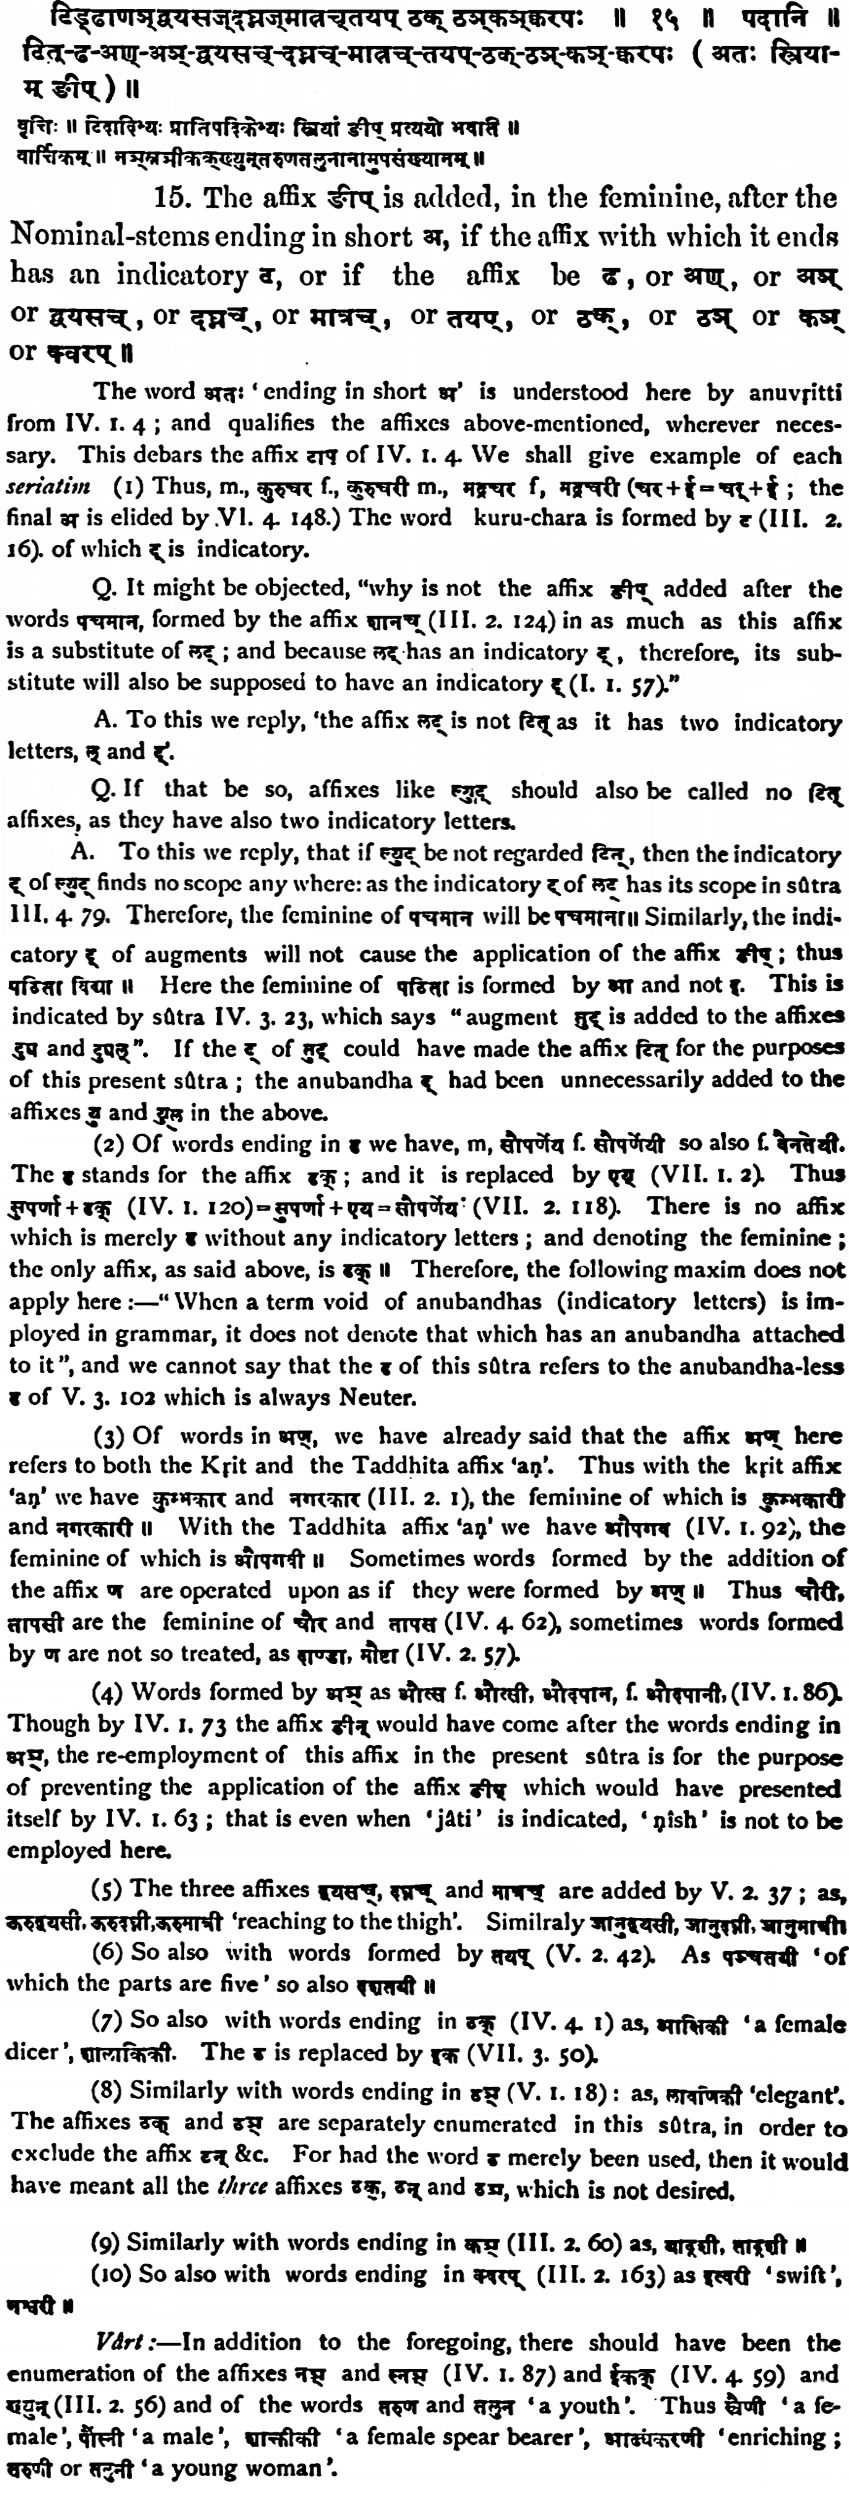 टिड्ढाणञ्द्वयसज्दघ्नज्मात्रच्तयप् ठक् ठञ्कञ्क्वरपः ॥ १५ ॥ पदानि ॥
टित्-ढ-अण्-अञ्-द्वयसच्-दघ्नच्-मात्रच्-तयप्-ठक्-ठञ्-कञ्-क्वरपः ( अतः स्त्रिया-
म् ङीप् ) ॥
वृत्तिः ॥ टिदादिभ्यः प्रातिपदिकेभ्यः स्त्रियां ङीप् प्रत्ययो भवति ॥
वार्त्तिकम् ॥ नञ्स्नञीकक्ख्युन्तरुणतलुनानामुपसंख्यानम् ॥
15. The affix ङीप् is added, in the feminine, after the
Nominal-stems ending in short अ, if the affix with which it ends
has an indicatory ट, or if the affix be ढ, or अण्, or अञ्
or द्वयसच्, or दघ्नच्, or मात्रच्, or तयप्, or ठक्, or ठञ् or कञ्
or क्वरप् ॥
The word अतः 'ending in short अ' is understood here by anuvṛitti
from IV. 1. 4 ; and qualifies the affixes above-mentioned, wherever neces-
sary. This debars the affix टाप of IV. 1. 4. We shall give example of each
seriatim (1) Thus, m., कुरुचर f., कुरुचरी m., मद्रचर f, मद्रचरी (चर+ई=चर्+ई ; the
final अ is elided by VI. 4. 148.) The word kuru-chara is formed by ट (III. 2.
16). of which ट् is indicatory.
Q. It might be objected, "why is not the affix ङीप् added after the
words पचमान, formed by the affix शानच् (III. 2. 124) in as much as this affix
is a substitute of लट् ; and because लट् has an indicatory ट्, therefore, its sub-
stitute will also be supposed to have an indicatory ट् (I. 1. 57)."
A. To this we reply, 'the affix लट् is not टित् as it has two indicatory
letters, ल् and ट्'.
Q. If that be so, affixes like ल्युट् should also be called no टित्
affixes, as they have also two indicatory letters.
A. To this we reply, that if ल्युट् be not regarded टित्, then the indicatory
ट् of ल्युट् finds no scope any where: as the indicatory ट् of लट् has its scope in sûtra
III. 4. 79. Therefore, the feminine of पचमान will be पचमाना॥ Similarly, the indi-
catory ट् of augments will not cause the application of the affix ङीप् ; thus
पठिता विद्या ॥ Here the feminine of पठिता is formed by आ and not ई. This is
indicated by sûtra IV. 3. 23, which says "augment तुट् is added to the affixes
ट्यु and ट्युल्". If the ट् of तुट् could have made the affix टित् for the purposes
of this present sûtra ; the anubandha ट् had been unnecessarily added to the
affixes यु and युल् in the above.
(2) Of words ending in ढ we have, m, सौपर्णेय f. सौपर्णेयी so also f. वैनतेयी.
The ढ stands for the affix ढक् ; and it is replaced by एय् (VII. 1. 2). Thus
सुपर्णा+ढक् (IV. 1. 120)=सुपर्णा+एय=सौपर्णेयः (VII. 2. 118). There is no affix
which is merely ढ without any indicatory letters ; and denoting the feminine ;
the only affix, as said above, is ढक् ॥ Therefore, the following maxim does not
apply here :—"When a term void of anubandhas (indicatory letters) is im-
ployed in grammar, it does not denote that which has an anubandha attached
to it", and we cannot say that the ढ of this sûtra refers to the anubandha-less
ढ of V. 3. 102 which is always Neuter.
(3) Of words in अण्, we have already said that the affix अण् here
refers to both the Kṛit and the Taddhita affix 'aṇ'. Thus with the kṛit affix
'aṇ' we have कुम्भकार and नगरकार (III. 2. 1), the feminine of which is कुम्भकारी
and नगरकारी ॥ With the Taddhita affix 'aṇ' we have औपगव (IV. 1. 92), the
feminine of which is औपगवी ॥ Sometimes words formed by the addition of
the affix ण are operated upon as if they were formed by अण् ॥ Thus चौरी,
तापसी are the feminine of चौर and तापस (IV. 4. 62), sometimes words formed
by ण are not so treated, as दाण्डा, मौष्टा (IV. 2. 57).
(4) Words formed by अञ् as औत्स f. औत्सी, औदपान, f. औदपानी, (IV. 1. 86).
Though by IV. 1. 73 the affix ङीन् would have come after the words ending in
अञ्, the re-employment of this affix in the present sûtra is for the purpose
of preventing the application of the affix ङीष् which would have presented
itself by IV. 1. 63 ; that is even when 'jâti' is indicated, 'ṇîsh' is not to be
employed here.
(5) The three affixes द्वयसच्, दघ्नच् and मात्रच् are added by V. 2. 37 ; as,
ऊरुद्वयसी, ऊरुदघ्नी, ऊरुमात्री 'reaching to the thigh'. Similraly जानुद्वयसी, जानुदघ्नी, जानुमात्री॥
(6) So also with words formed by तयप् (V. 2. 42). As पञ्चतयी 'of
which the parts are five' so also दशतयी ॥
(7) So also with words ending in ठक् (IV. 4. 1) as, आक्षिकी 'a female
dicer', शालाकिकी. The ठ is replaced by इक (VII. 3. 50).
(8) Similarly with words ending in ठञ् (V. 1. 18) : as, लावणिकी 'elegant'.
The affixes ठक् and ठञ् are separately enumerated in this sûtra, in order to
exclude the affix ठन् &c. For had the word ठ merely been used, then it would
have meant all the three affixes ठक्, ठन् and ठञ, which is not desired.
(9) Similarly with words ending in कञ् (III. 2. 60) as, यादृशी, तादृशी ॥
(10) So also with words ending in क्वरप् (III. 2. 163) as इत्वरी 'swift',
नश्वरी ॥
Vârt :—In addition to the foregoing, there should have been the
enumeration of the affixes नञ् and स्नञ् (IV. 1. 87) and ईकक् (IV. 4. 59) and
ख्युन् (III. 2. 56) and of the words तरुण and तलुन 'a youth'. Thus स्त्रैणी 'a fe-
male', पौंस्नी 'a male', शाक्तीकी 'a female spear bearer', आढ्यंकरणी 'enriching ;
तरुणी or तलुनी 'a young woman'.